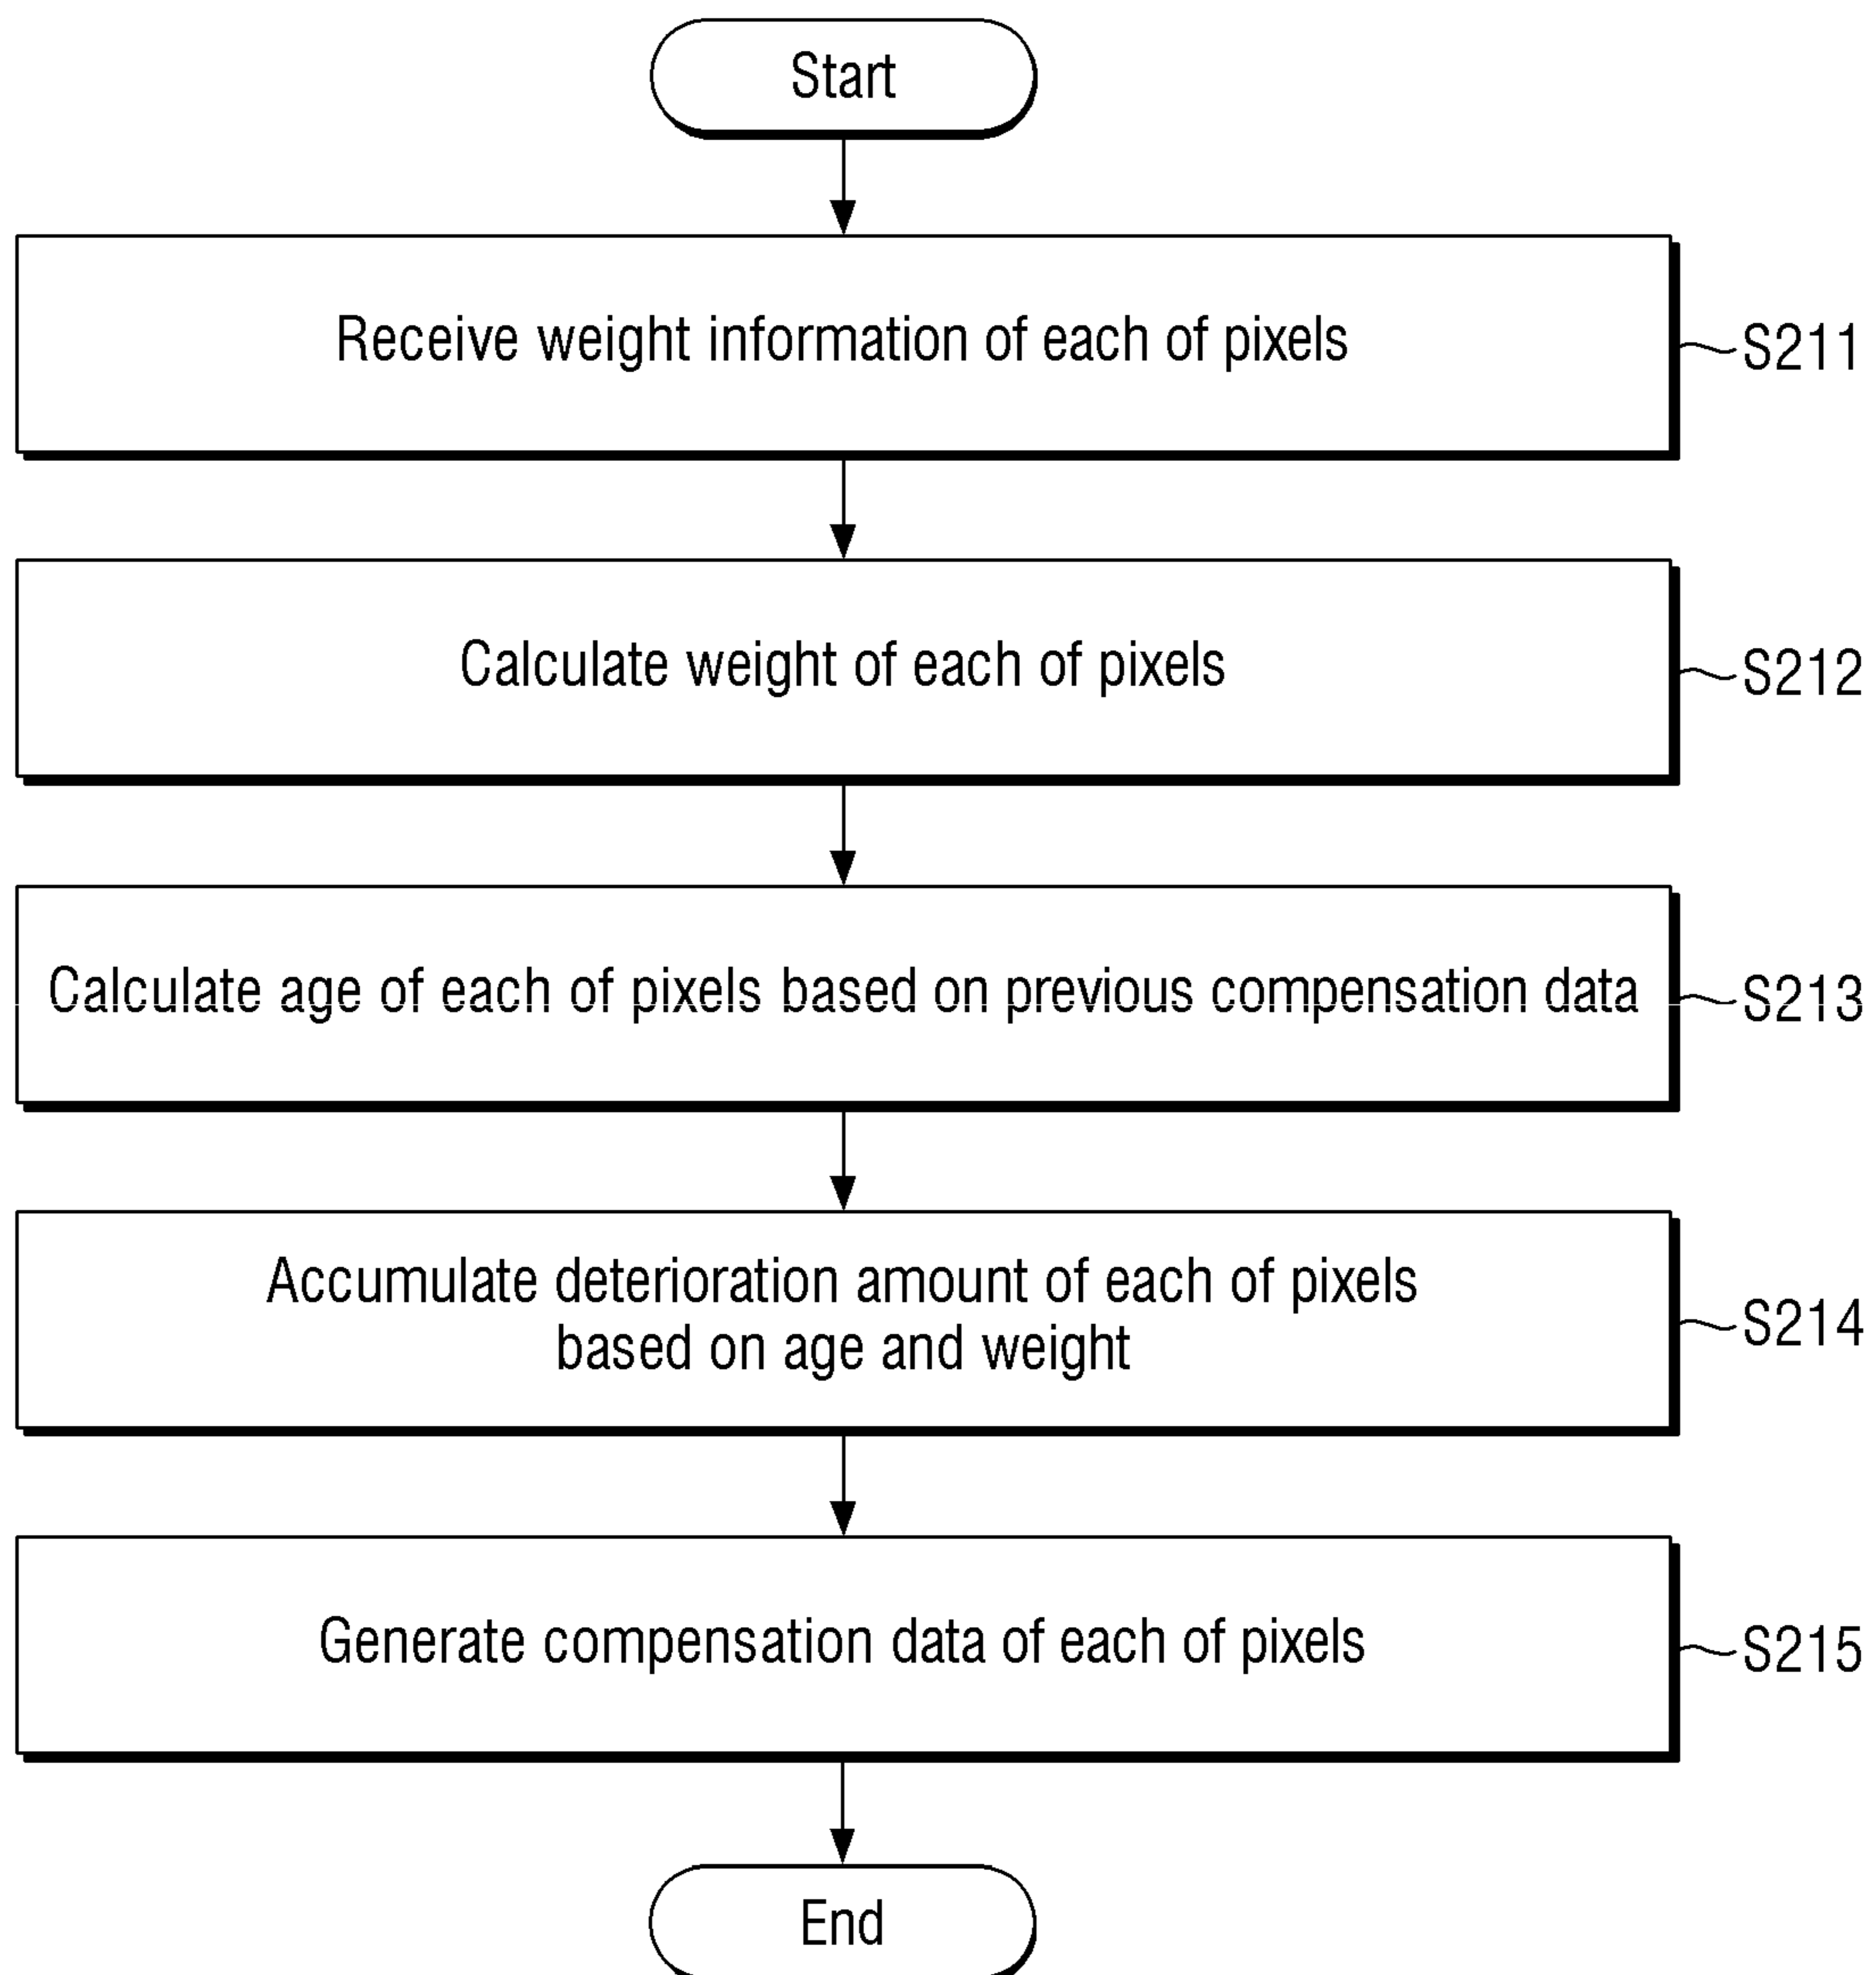 Start
Receive weight information of each of pixels
S211
Calculate weight of each of pixels
S212
Calculate age of each of pixels based on previous compensation data
S213
Accumulate deterioration amount of each of pixels
based on age and weight
S214
Generate compensation data of each of pixels
S215
End